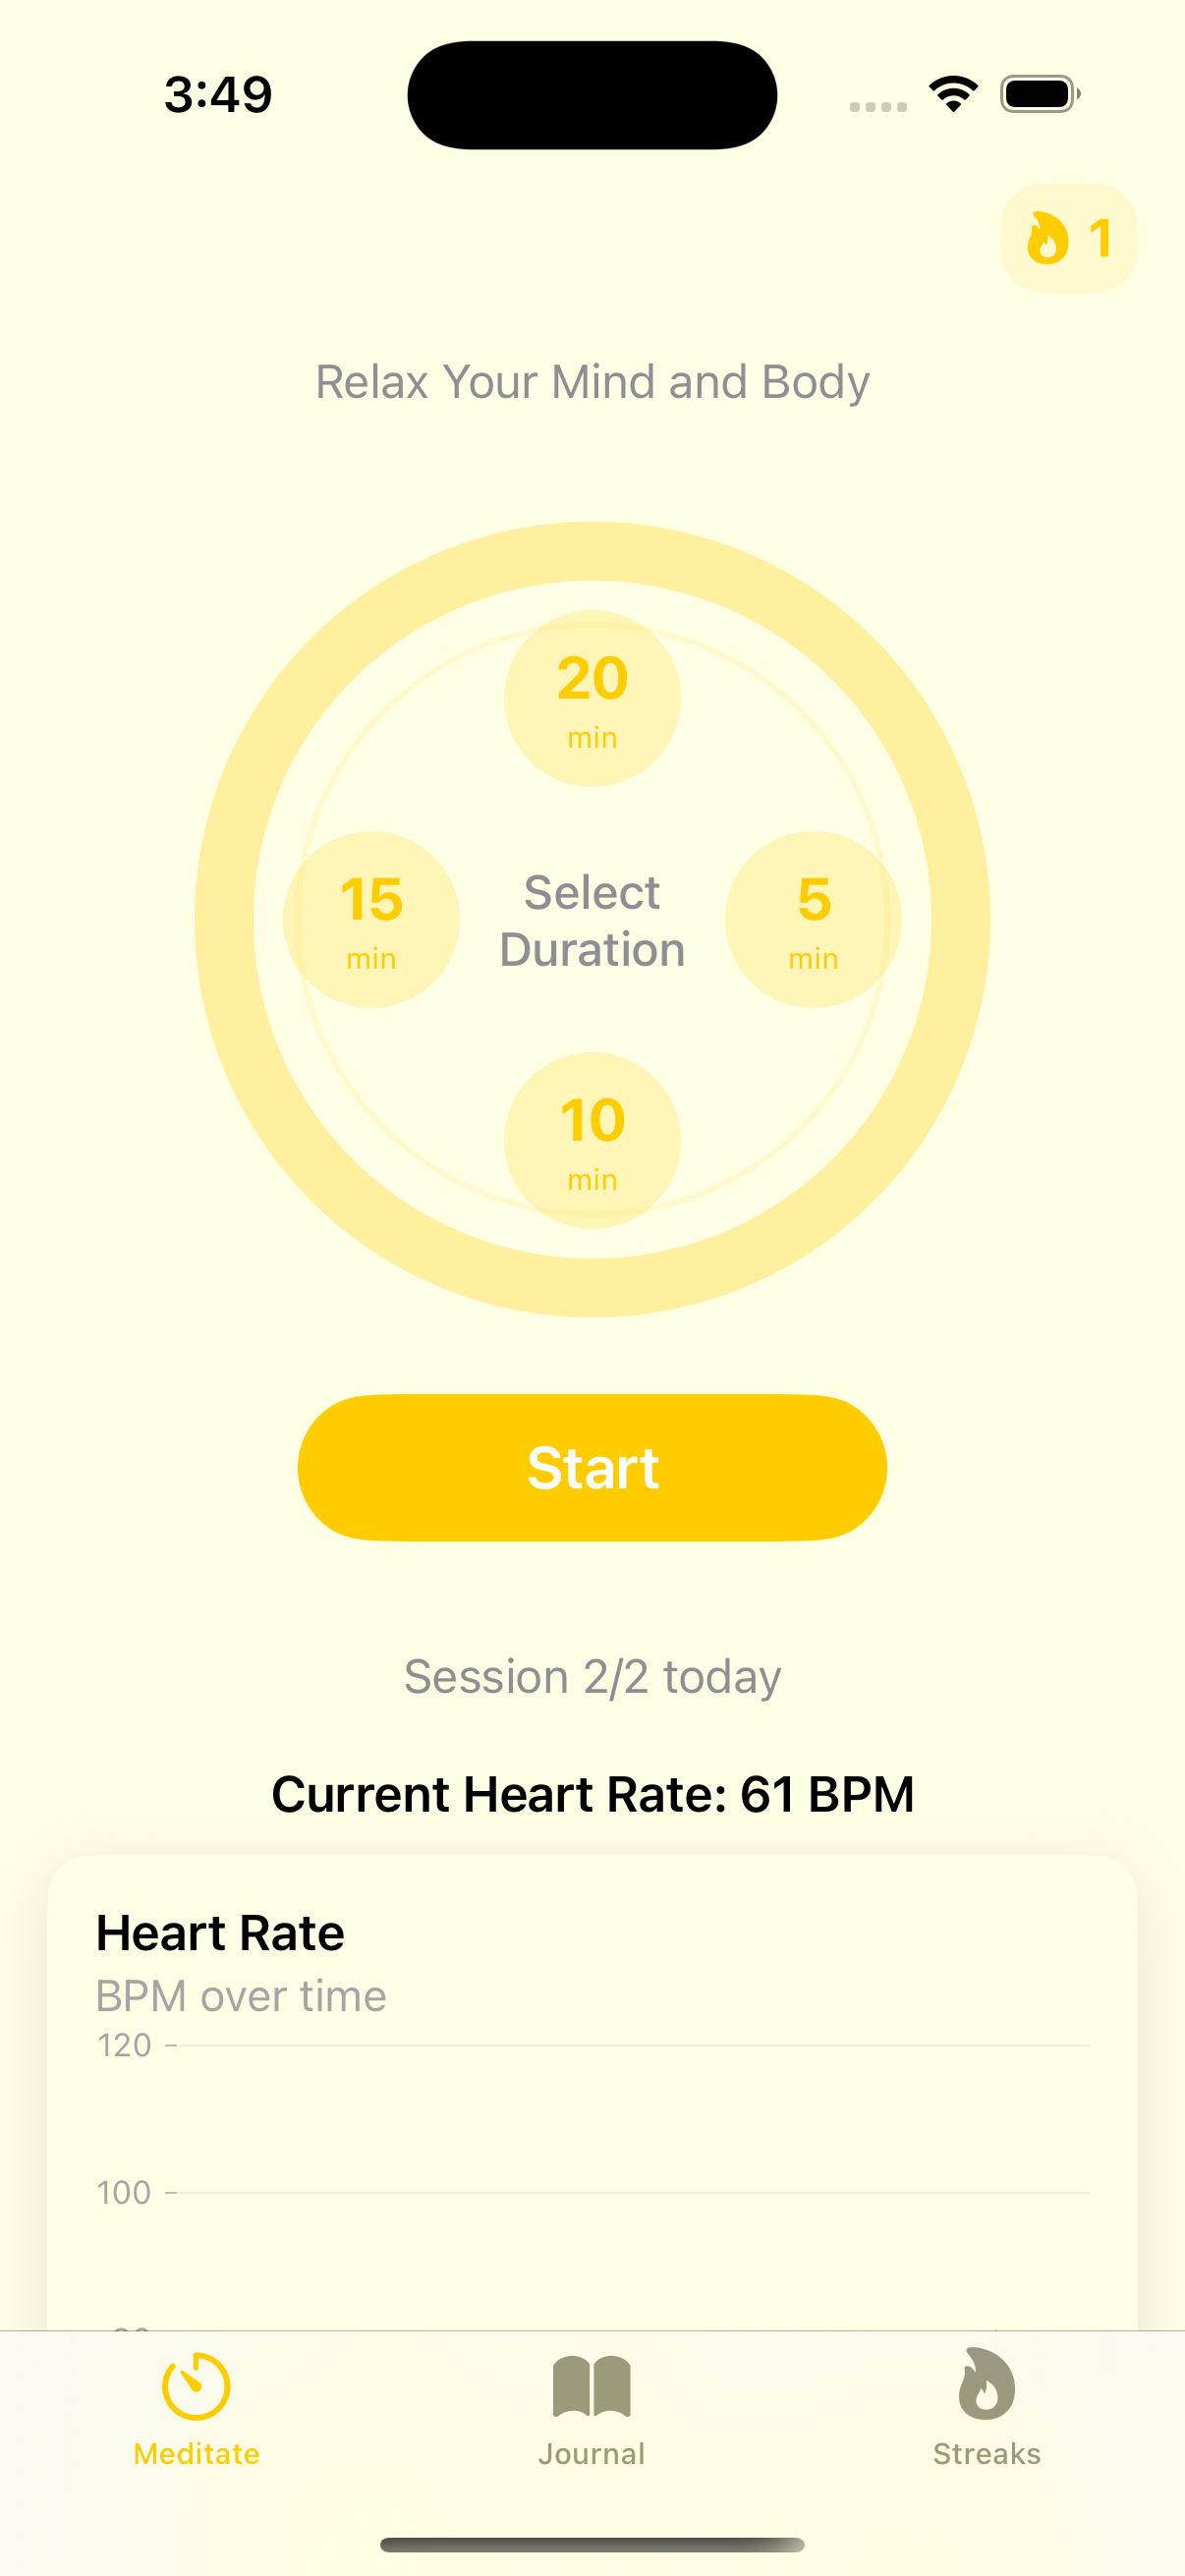 3:49
1
Relax Your Mind and Body
20
min
15
min
Select
Duration
5
min
10
min
Start
Session 2/2 today
Current Heart Rate: 61 BPM
Heart Rate
BPM over time
120
100
Meditate
Journal
Streaks